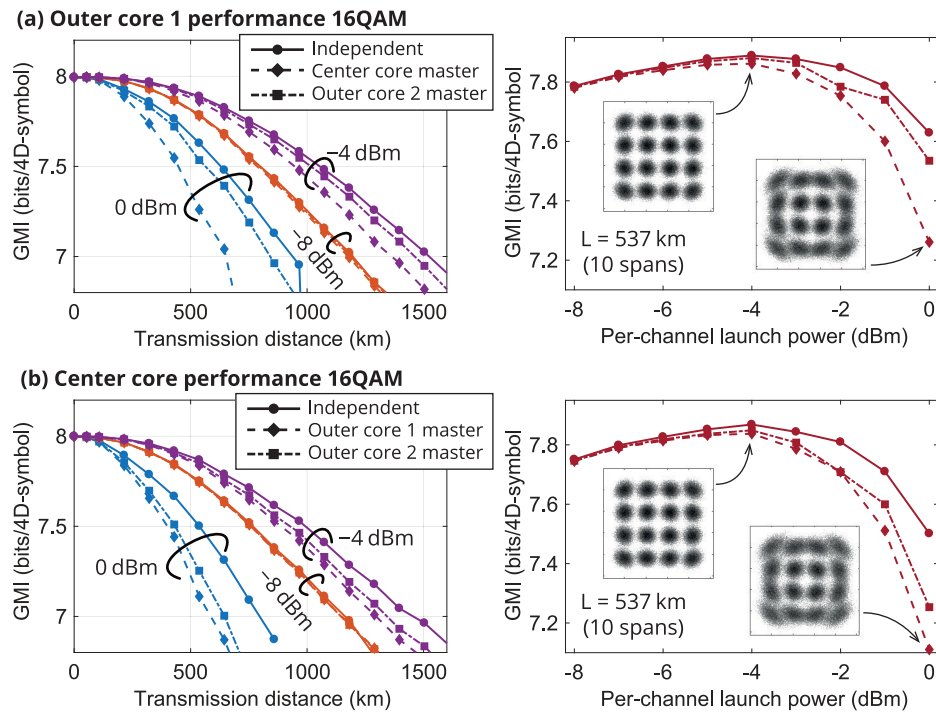 (a) Outer core 1 performance 16QAM
GMI (bits/4D-symbol)
8
7.5
7
Independent
Center core master
Outer core 2 master
−4 dBm
0 dBm
−8 dBm
0
500
1000
1500
Transmission distance (km)
GMI (bits/4D-symbol)
7.8
7.6
7.4
7.2
L = 537 km
(10 spans)
-8
-6
-4
-2
0
Per-channel launch power (dBm)
(b) Center core performance 16QAM
GMI (bits/4D-symbol)
8
7.5
7
Independent
Outer core 1 master
Outer core 2 master
−4 dBm
0 dBm
−8 dBm
0
500
1000
1500
Transmission distance (km)
GMI (bits/4D-symbol)
7.8
7.6
7.4
7.2
L = 537 km
(10 spans)
-8
-6
-4
-2
0
Per-channel launch power (dBm)